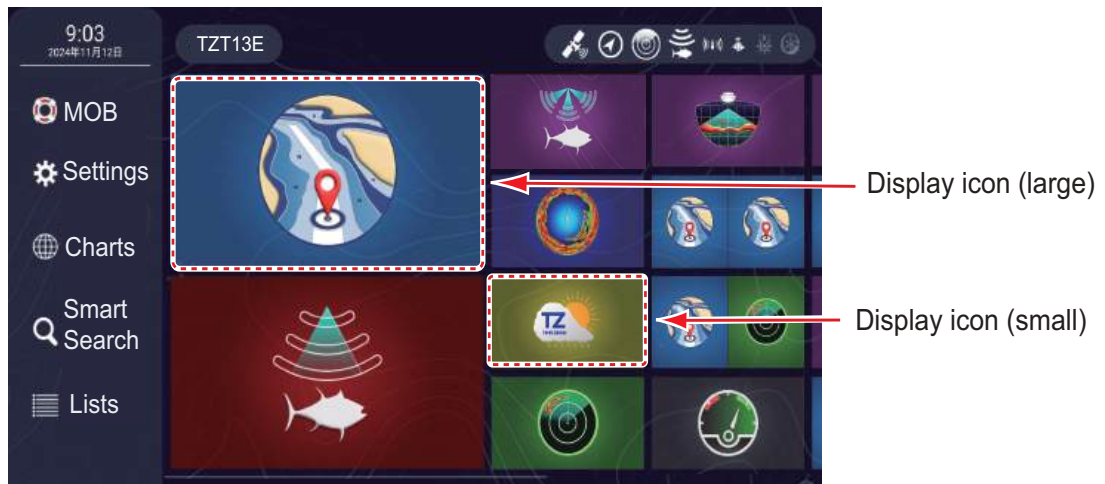 9:03
2024年11月12日
TZT13E
MOB
Settings
Charts
Smart
Search
Lists
TZ
Display icon (large)
Display icon (small)